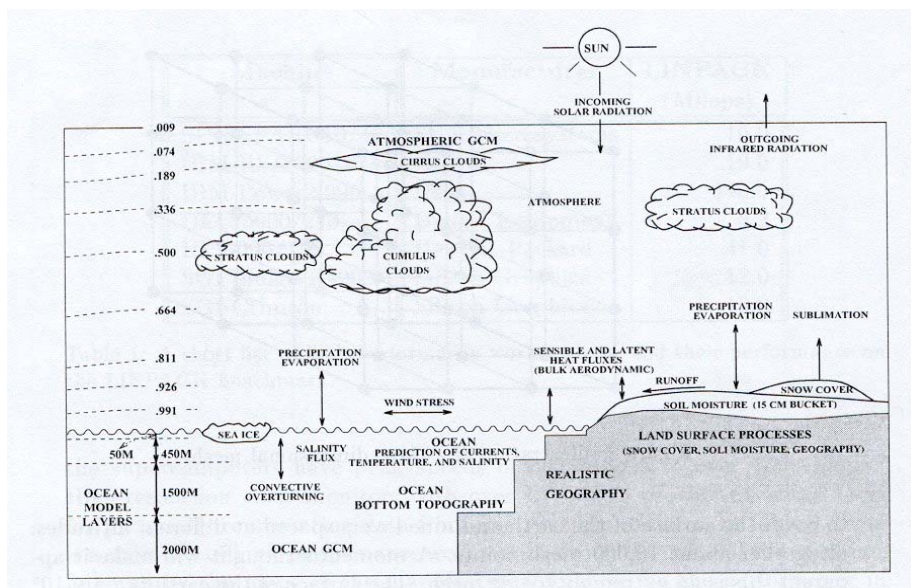 SUN
INCOMING
SOLAR RADIATION
OUTGOING
INFRARED RADIATION
.009
ATMOSPHERIC GCM
.074
CIRRUS CLOUDS
.189
ATMOSPHERE
.336
STRATUS CLOUDS
.500
STRATUS CLOUDS
CUMULUS
CLOUDS
.664
PRECIPITATION
EVAPORATION
SUBLIMATION
.811
PRECIPITATION
EVAPORATION
SENSIBLE AND LATENT
HEAT FLUXES
(BULK AERODYNAMIC)
RUNOFF
SNOW COVER
.926
WIND STRESS
SOIL MOISTURE (15 CM BUCKET)
.991
SEA ICE
50M
450M
SALINITY
FLUX
OCEAN
PREDICTION OF CURRENTS,
TEMPERATURE, AND SALINITY
LAND SURFACE PROCESSES
(SNOW COVER, SOLI MOISTURE, GEOGRAPHY)
OCEAN
MODEL
LAYERS
1500M
CONVECTIVE
OVERTURNING
OCEAN
BOTTOM TOPOGRAPHY
REALISTIC
GEOGRAPHY
2000M
OCEAN GCM